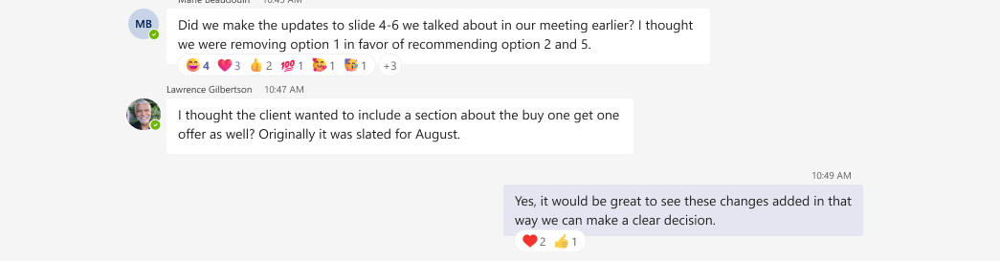 Marie Beaudouin 10:45 AM
MB
Did we make the updates to slide 4-6 we talked about in our meeting earlier? I thought
we were removing option 1 in favor of recommending option 2 and 5.
4 3 2 💯 1 1 1 +3
Lawrence Gilbertson 10:47 AM
I thought the client wanted to include a section about the buy one get one
offer as well? Originally it was slated for August.
10:49 AM
Yes, it would be great to see these changes added in that
way we can make a clear decision.
2 1